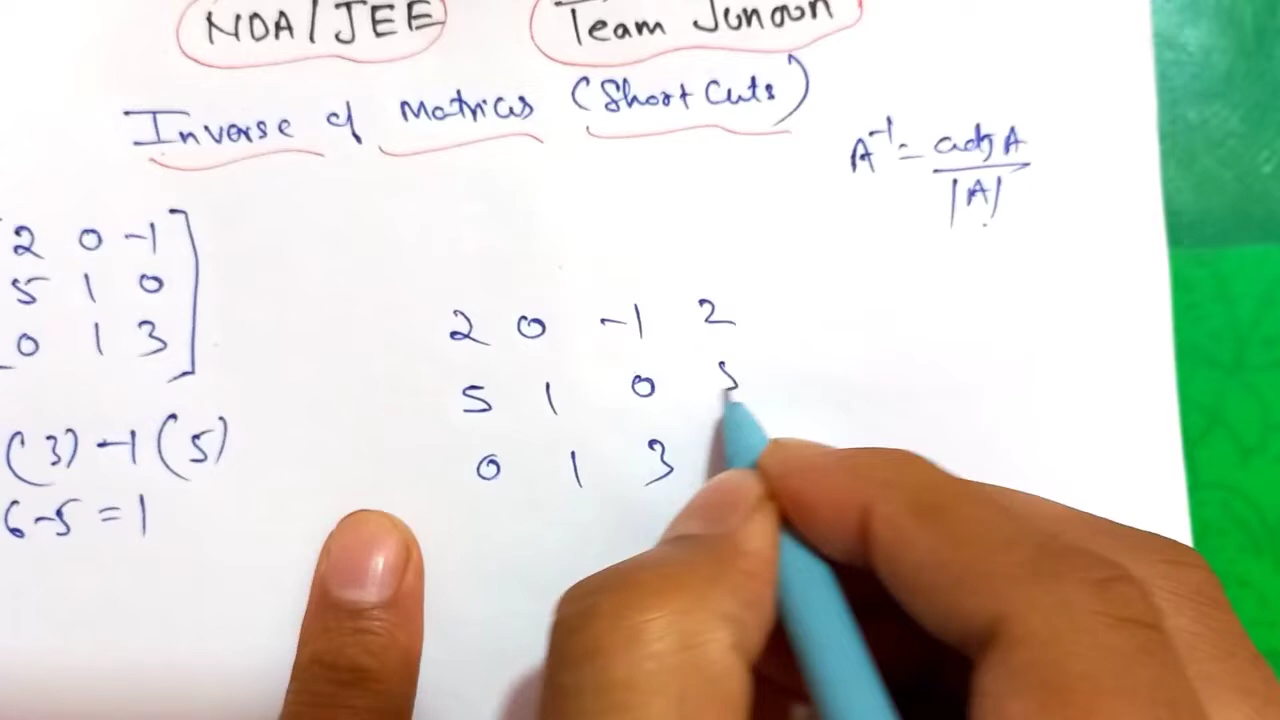 NDA/JEE Team Junoon
Inverse of Matrices (Short Cuts)
A⁻¹ = adj A / |A|
2 0 -1
5 1 0
0 1 3
(3) -1 (5)
6-5 = 1
2 0 -1 2
5 1 0 5
0 1 3